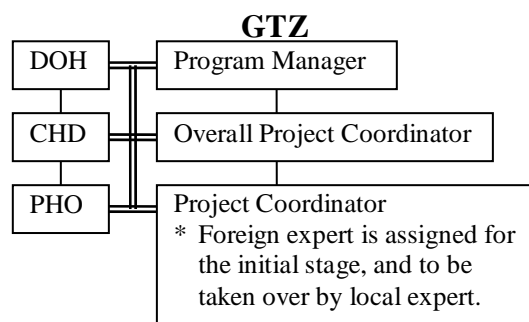 GTZ
DOH
Program Manager
CHD
Overall Project Coordinator
PHO
Project Coordinator
* Foreign expert is assigned for
the initial stage, and to be
taken over by local expert.